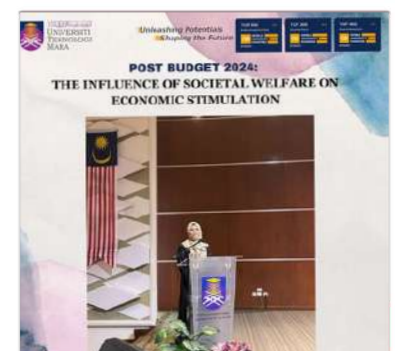 UNIVERSITI
TEKNOLOGI
MARA
Unleashing Potentials
Shaping the Future
POST BUDGET 2024:
THE INFLUENCE OF SOCIETAL WELFARE ON
ECONOMIC STIMULATION